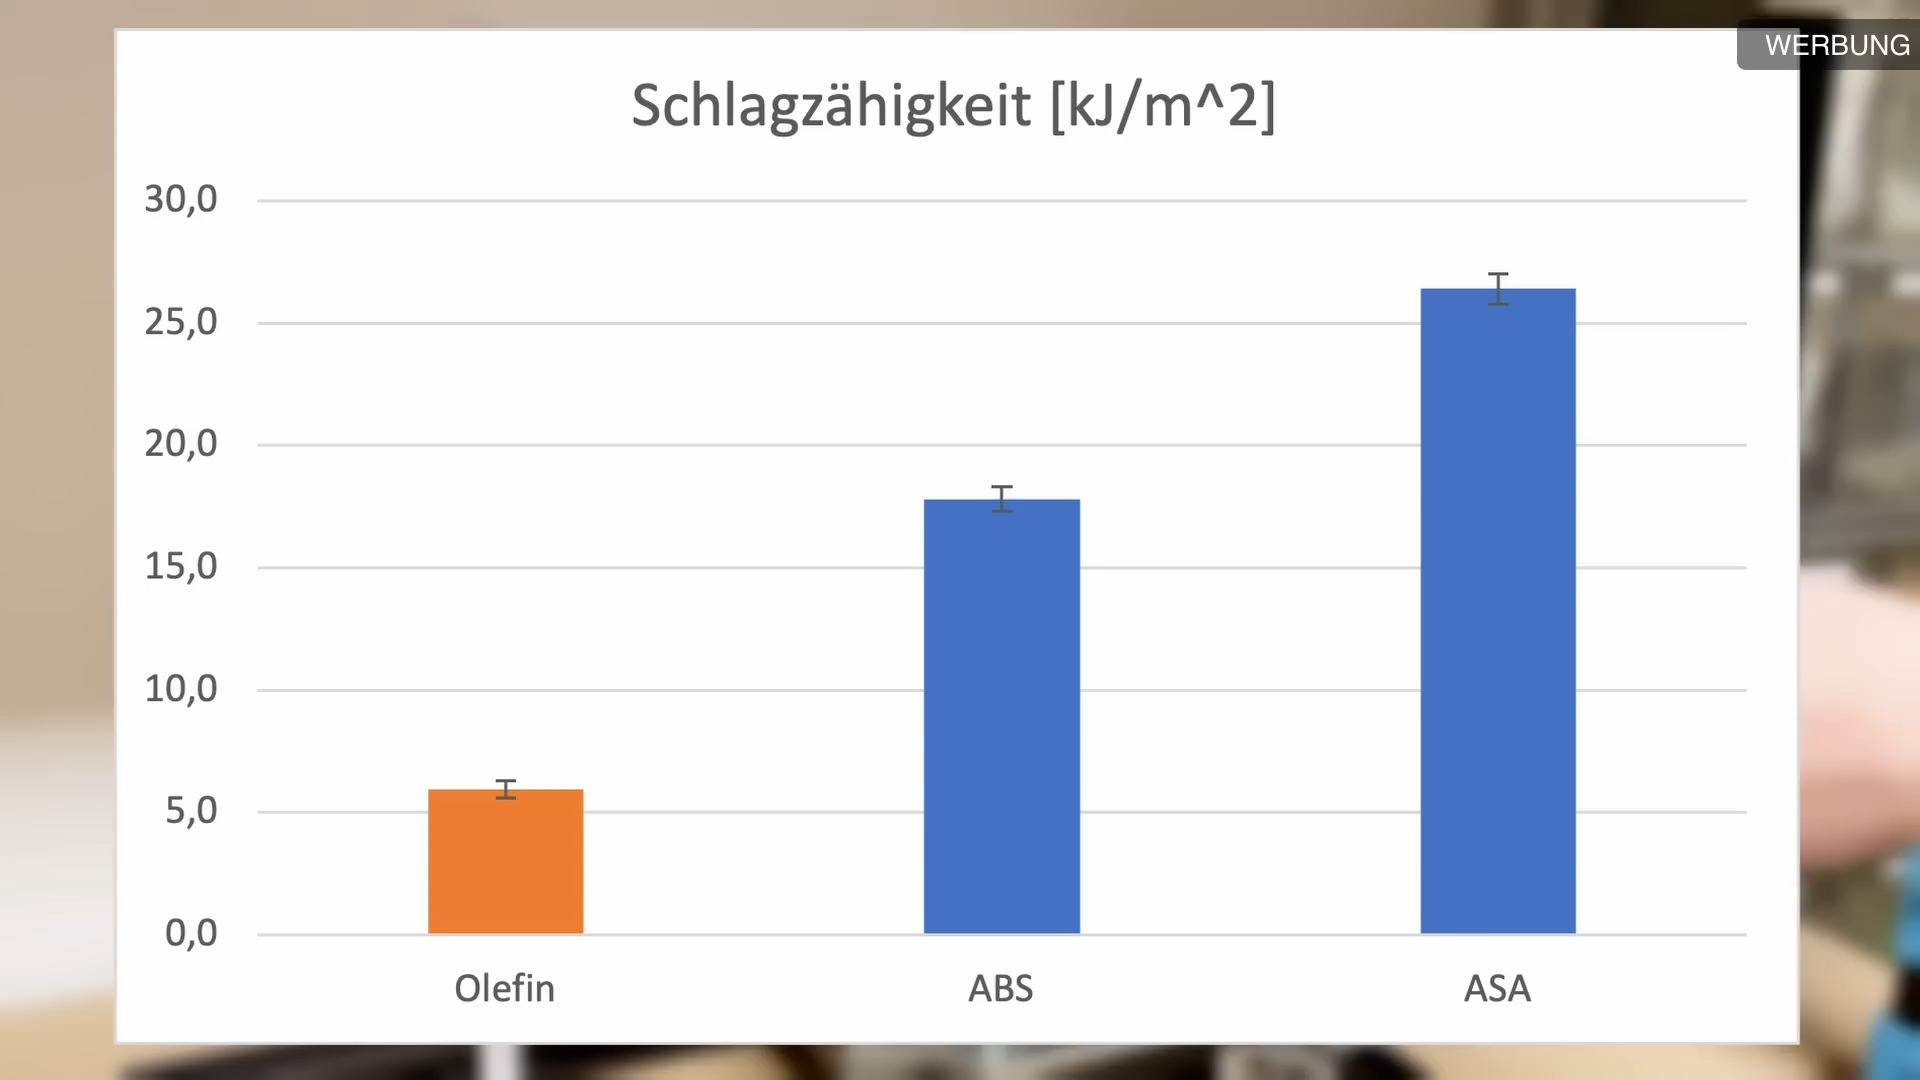 WERBUNG
Schlagzähigkeit [kJ/m^2]
30,0
25,0
20,0
15,0
10,0
5,0
0,0
Olefin ABS ASA